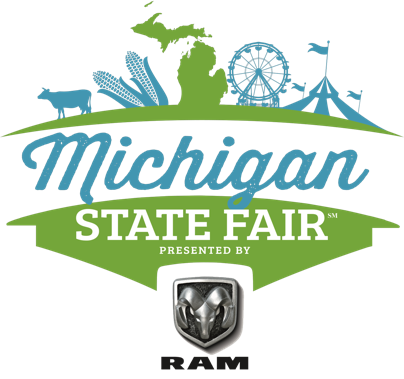 Michigan
STATE FAIR℠
PRESENTED BY
RAM